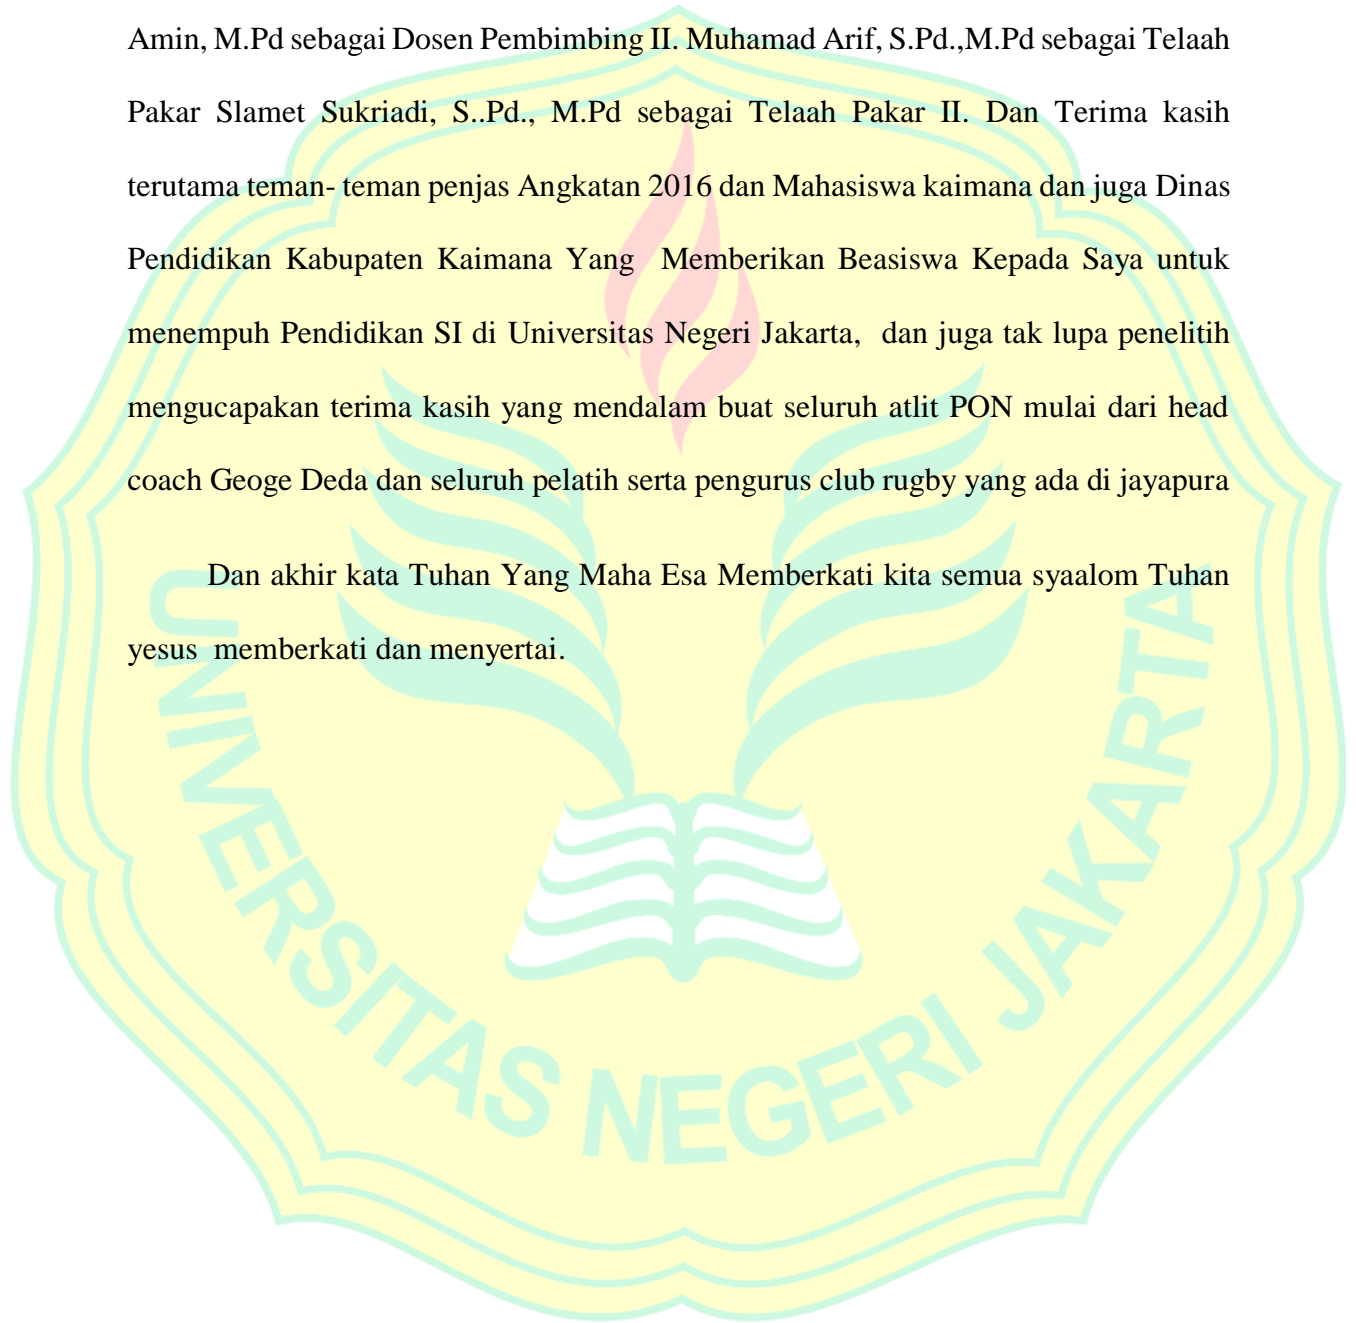 Amin, M.Pd sebagai Dosen Pembimbing II. Muhamad Arif, S.Pd.,M.Pd sebagai Telaah
Pakar Slamet Sukriadi, S..Pd., M.Pd sebagai Telaah Pakar II. Dan Terima kasih
terutama teman- teman penjas Angkatan 2016 dan Mahasiswa kaimana dan juga Dinas
Pendidikan Kabupaten Kaimana Yang Memberikan Beasiswa Kepada Saya untuk
menempuh Pendidikan SI di Universitas Negeri Jakarta, dan juga tak lupa penelitih
mengucapakan terima kasih yang mendalam buat seluruh atlit PON mulai dari head
coach Geoge Deda dan seluruh pelatih serta pengurus club rugby yang ada di jayapura
Dan akhir kata Tuhan Yang Maha Esa Memberkati kita semua syaalom Tuhan
yesus memberkati dan menyertai.
UNIVERSITAS NEGERI JAKARTA